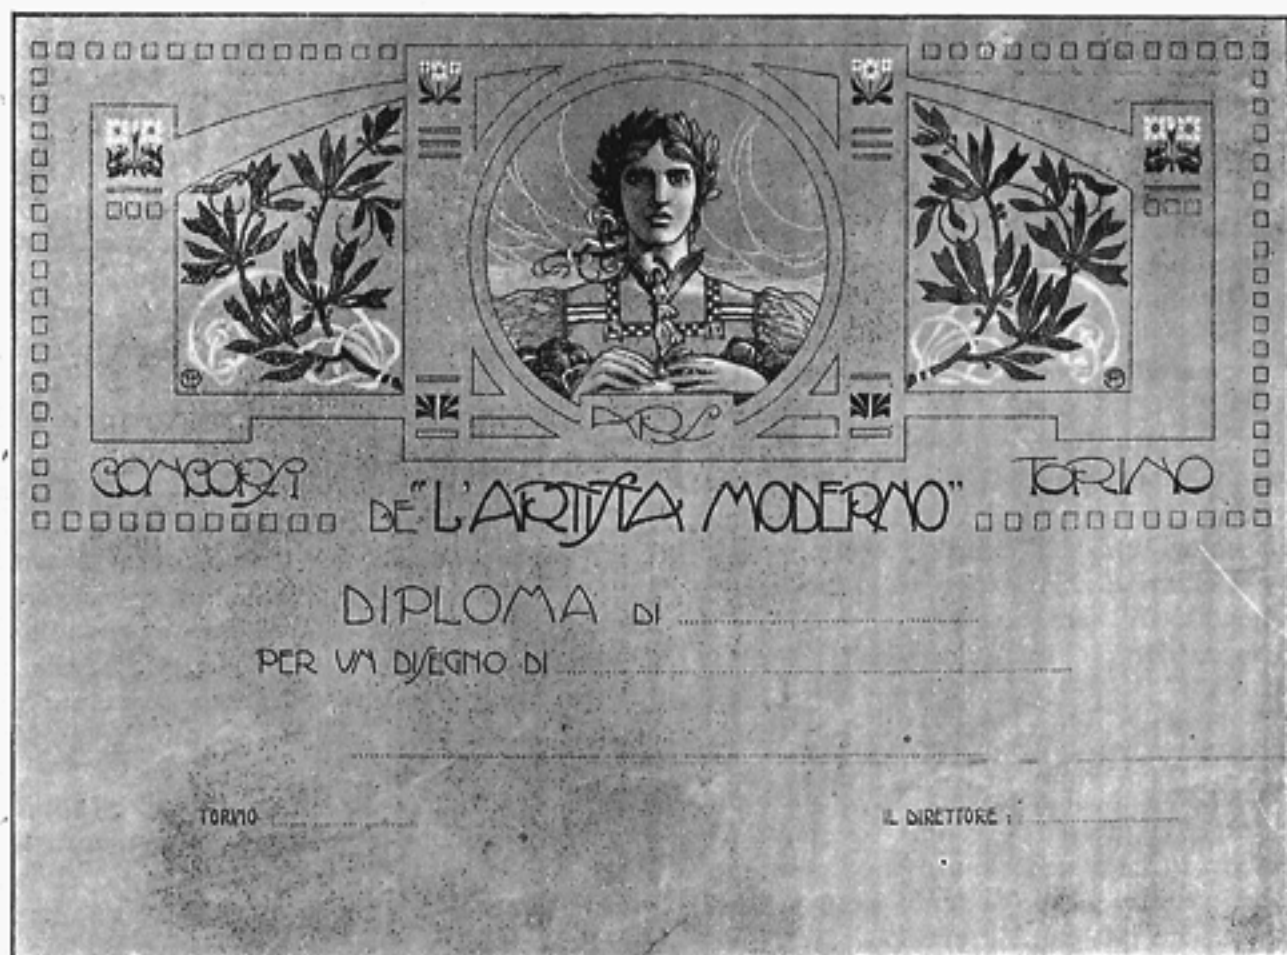 ARS
CONCORSI
TORINO
DE "L'ARTISTA MODERNO"
DIPLOMA DI
PER UN DISEGNO DI
TORINO
IL DIRETTORE :